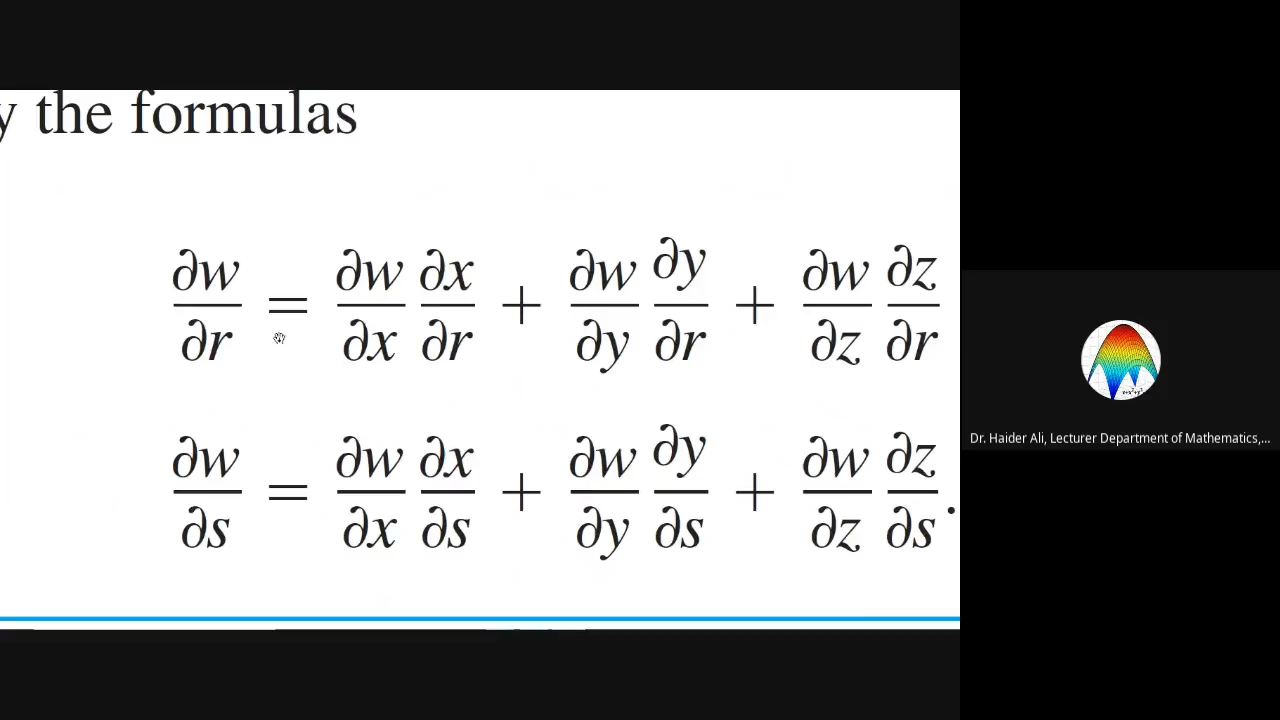 y the formulas
∂w/∂r = ∂w/∂x ∂x/∂r + ∂w/∂y ∂y/∂r + ∂w/∂z ∂z/∂r
∂w/∂s = ∂w/∂x ∂x/∂s + ∂w/∂y ∂y/∂s + ∂w/∂z ∂z/∂s.
Dr. Haider Ali, Lecturer Department of Mathematics,...